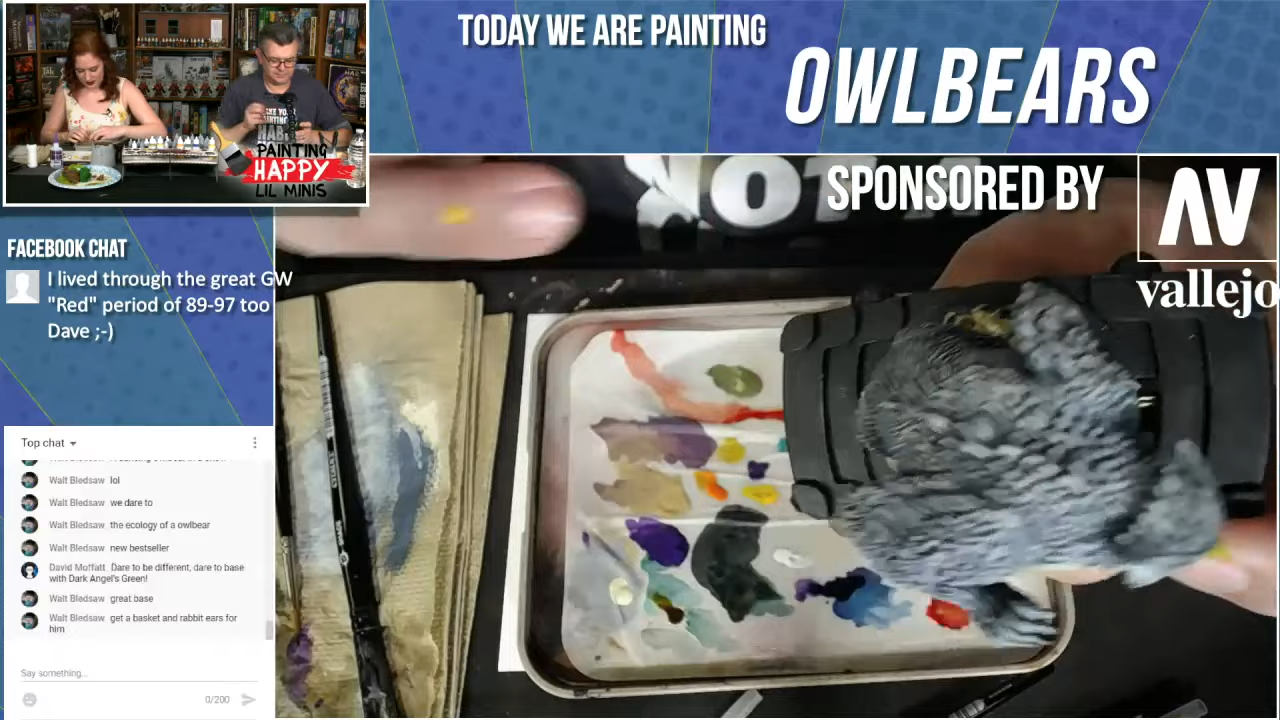 TODAY WE ARE PAINTING
OWLBEARS
SPONSORED BY
AV
vallejo
PAINTING
HAPPY
LIL MINIS
FACEBOOK CHAT
I lived through the great GW
"Red" period of 89-97 too
Dave ;-)
Top chat
Walt Bledsaw lol
Walt Bledsaw we dare to
Walt Bledsaw the ecology of a owlbear
Walt Bledsaw new bestseller
David Moffatt Dare to be different, dare to base
with Dark Angel's Green!
Walt Bledsaw great base
Walt Bledsaw get a basket and rabbit ears for
him
Say something...
0/200